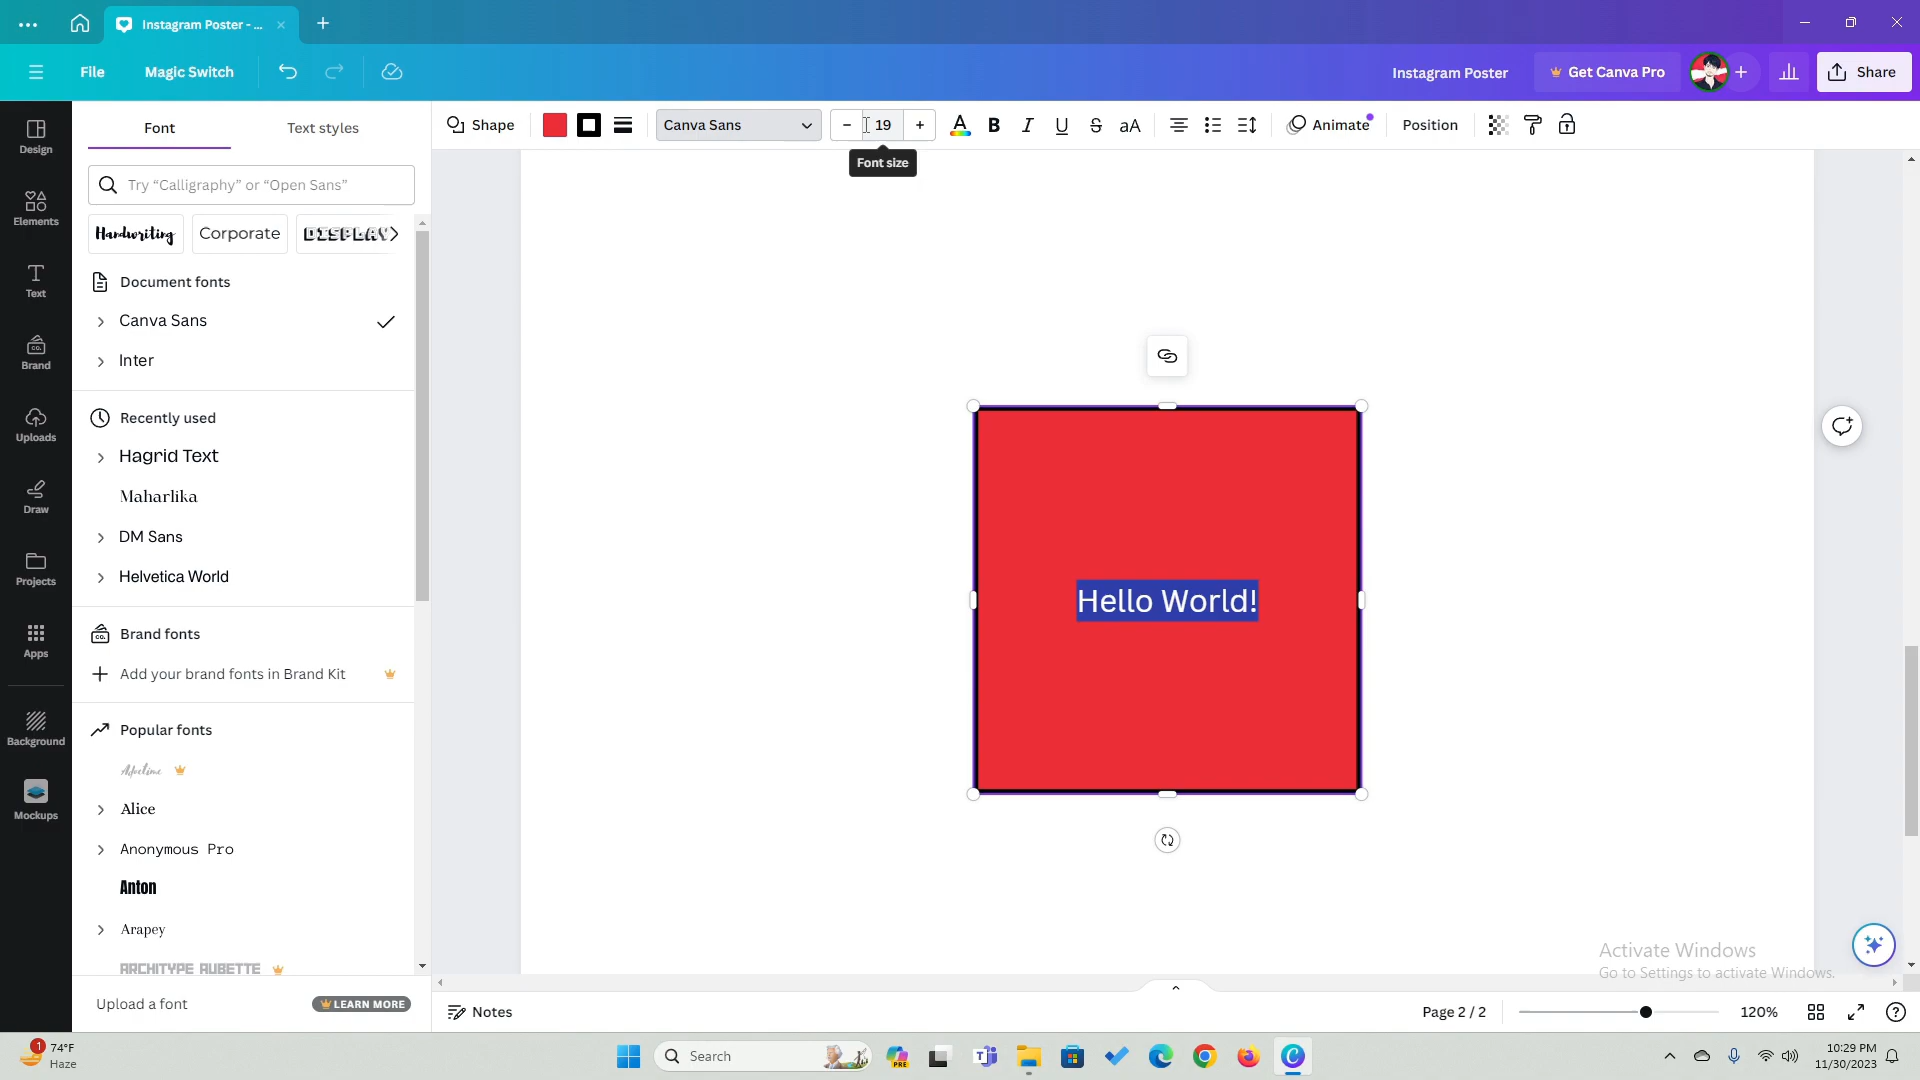 Instagram Poster - ...
File
Magic Switch
Instagram Poster
Get Canva Pro
Share
Design
Elements
Text
Brand
Uploads
Draw
Projects
Apps
Background
Mockups
Font
Text styles
Try “Calligraphy” or “Open Sans”
Handwriting
Corporate
DISPLAY
Document fonts
Canva Sans
Inter
Recently used
Hagrid Text
Maharlika
DM Sans
Helvetica World
Brand fonts
Add your brand fonts in Brand Kit
Popular fonts
Alice
Anonymous Pro
Anton
Arapey
ARCHITYPE AUBETTE
Upload a font
LEARN MORE
Shape
Canva Sans
- 19 +
A B I U S aA
Animate
Position
Font size
Hello World!
Activate Windows
Go to Settings to activate Windows.
Notes
Page 2 / 2
120%
1
74°F
Haze
Search
PRE
10:29 PM
11/30/2023